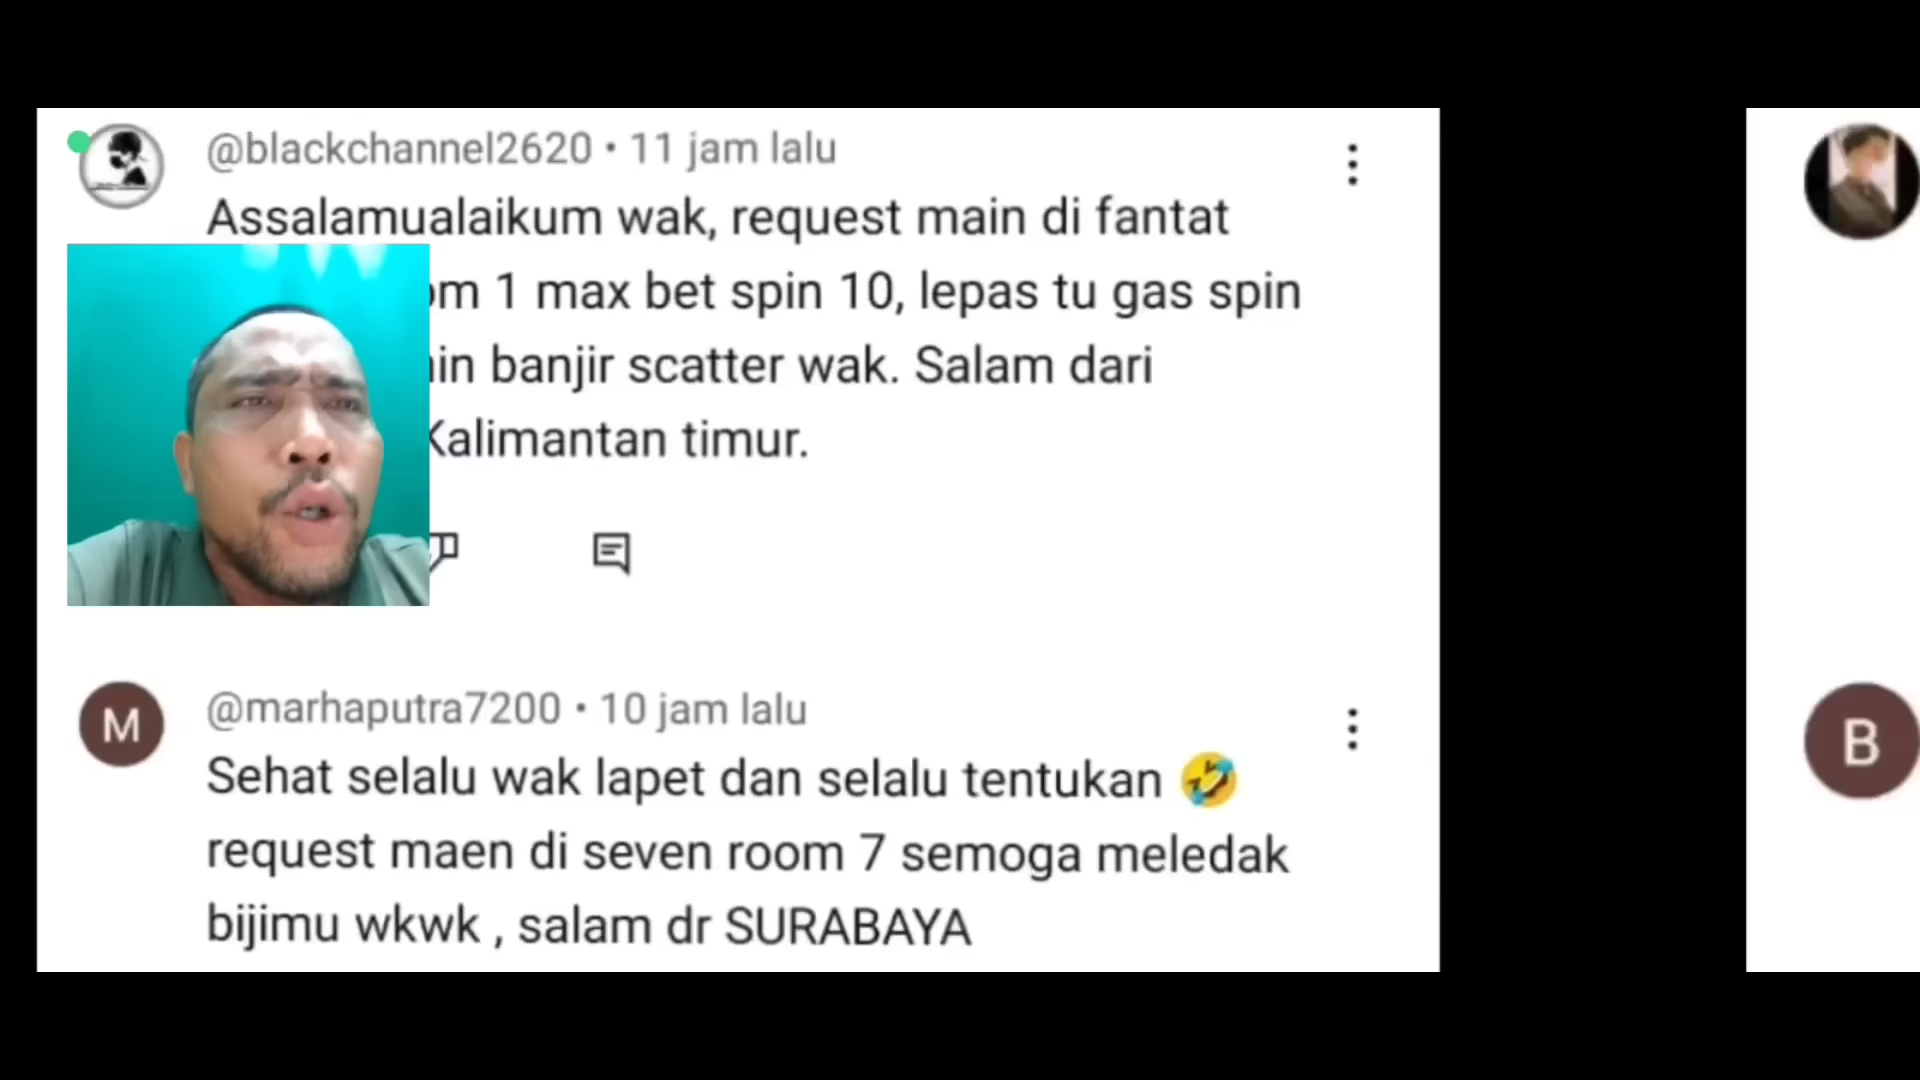 @blackchannel2620 • 11 jam lalu
Assalamualaikum wak, request main di fantat
1 max bet spin 10, lepas tu gas spin
banjir scatter wak. Salam dari
Kalimantan timur.
M
@marhaputra7200 • 10 jam lalu
Sehat selalu wak lapet dan selalu tentukan 🤣
request maen di seven room 7 semoga meledak
bijimu wkwk , salam dr SURABAYA
B